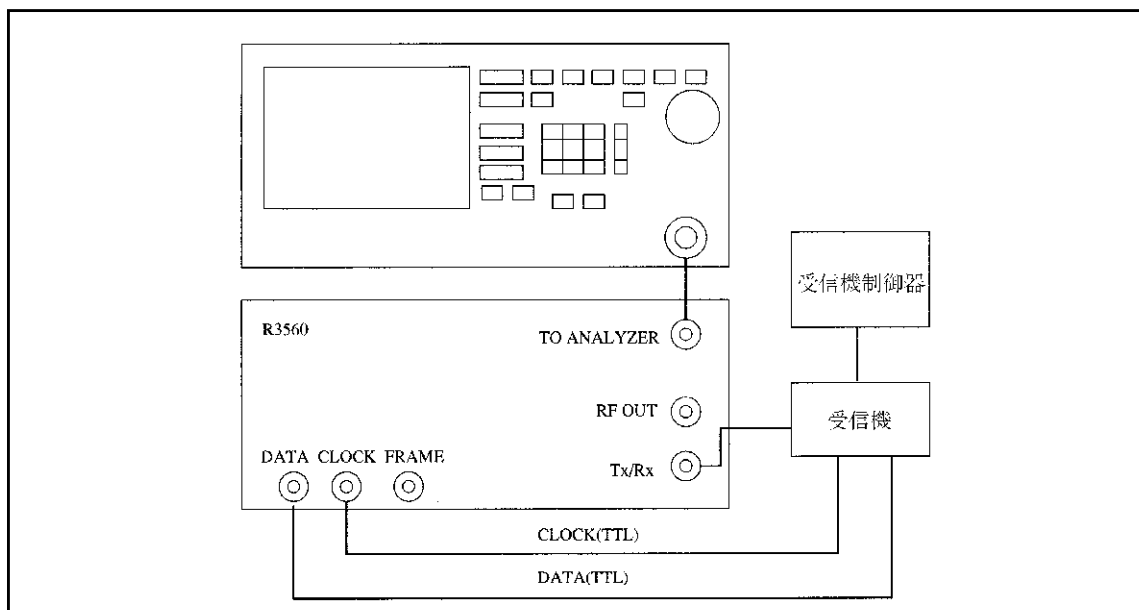 受信機制御器
R3560
TO ANALYZER
RF OUT
受信機
DATA CLOCK FRAME
Tx/Rx
CLOCK(TTL)
DATA(TTL)